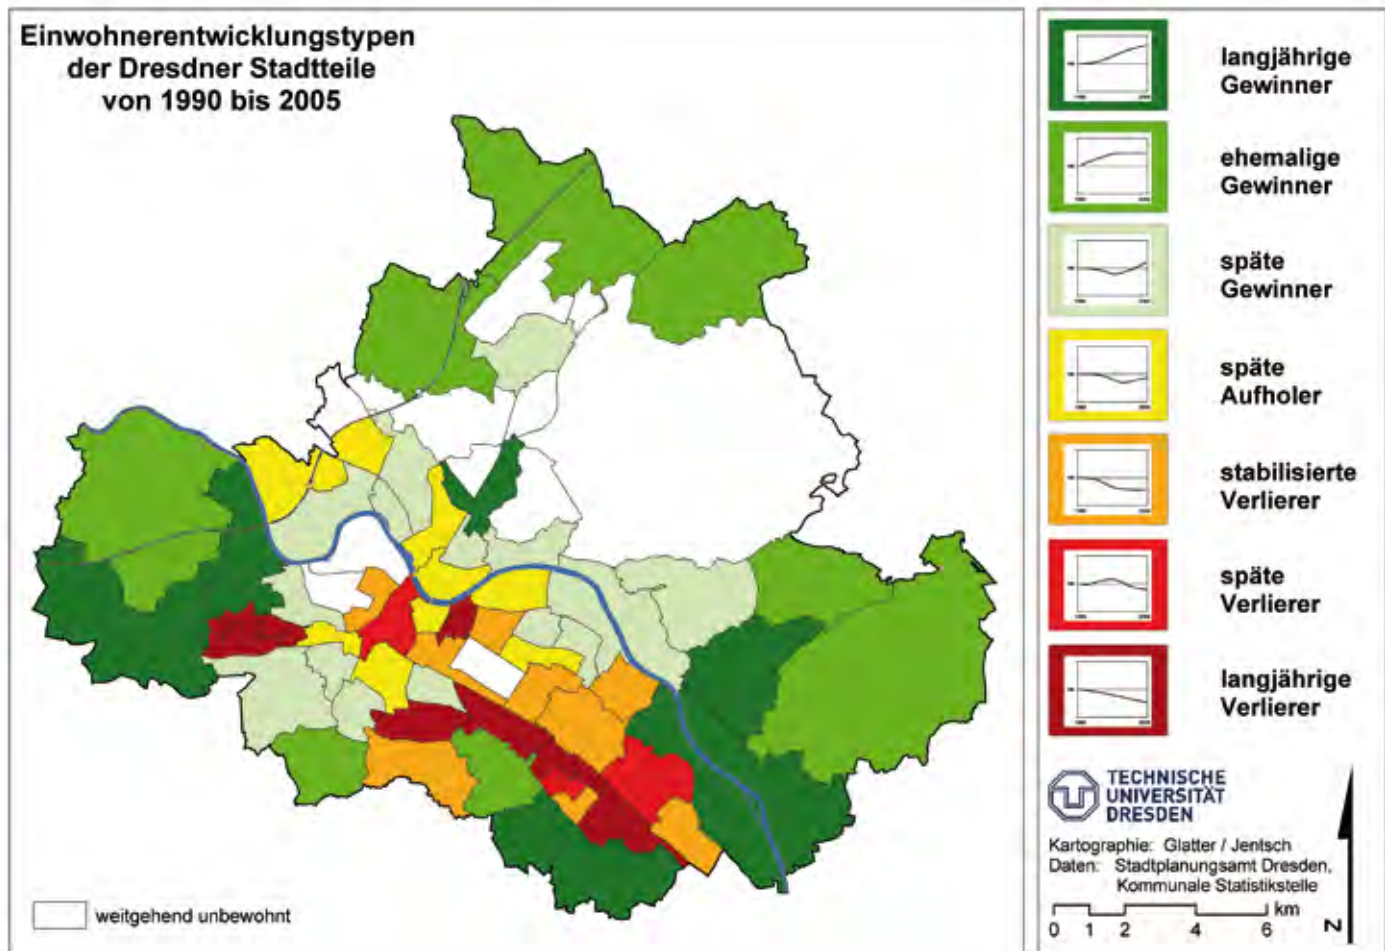 Einwohnerentwicklungstypen
der Dresdner Stadtteile
von 1990 bis 2005
weitgehend unbewohnt
langjährige
Gewinner
ehemalige
Gewinner
späte
Gewinner
späte
Aufholer
stabilisierte
Verlierer
späte
Verlierer
langjährige
Verlierer
TECHNISCHE
UNIVERSITÄT
DRESDEN
Kartographie: Glatter / Jentsch
Daten: Stadtplanungsamt Dresden,
Kommunale Statistikstelle
km
0 1 2 4 6
N